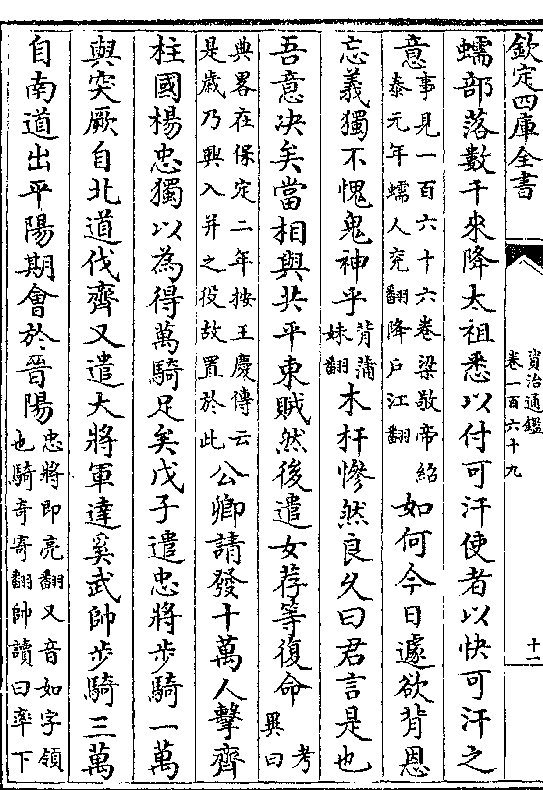 欽定四庫全書
資治通鑑
卷一百六十九
十一
蠕部落數千來降太祖悉以付可汗使者以快可汗之
意事見一百六十六卷梁敬帝紹
泰元年蠕人兖翻降户江翻如何今日遽欲背恩
忘義獨不愧鬼神乎背蒲
妹翻木杆慘然良久曰君言是也
吾意决矣當相與共平東賊然後遣女荐等復命考
異曰
典畧在保定二年按王慶傳云
是歲乃興入并之役故置於此公卿請發十萬人擊齊
柱國楊忠獨以為得萬騎足矣戊子遣忠將步騎一萬
與突厥自北道伐齊又遣大將軍達奚武帥步騎三萬
自南道出平陽期會於晉陽忠將即亮翻又音如字領
也騎奇寄翻帥讀曰率下